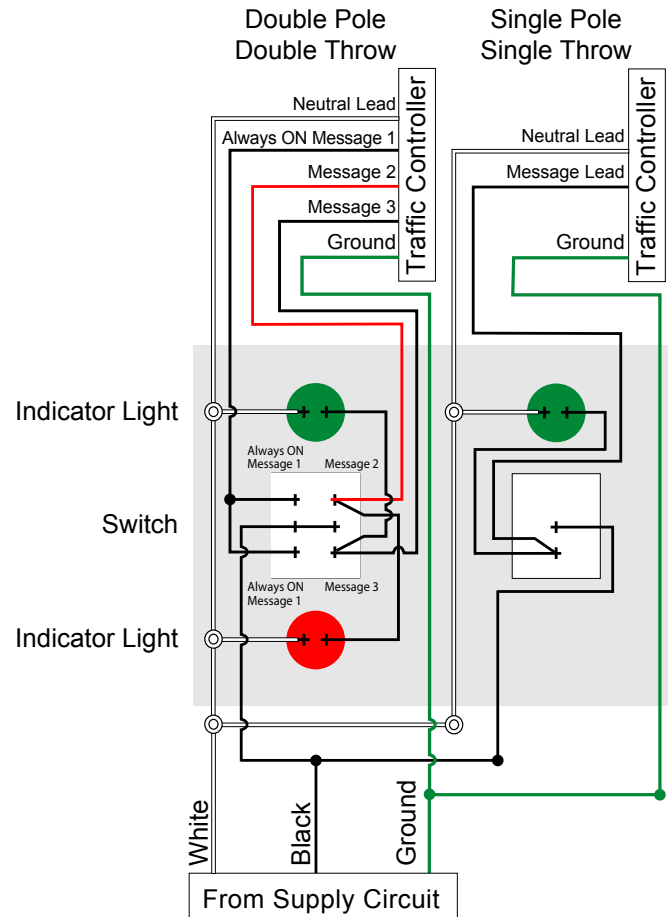 Double Pole
Double Throw
Single Pole
Single Throw
Neutral Lead
Always ON Message 1
Message 2
Message 3
Ground
Traffic Controller
Neutral Lead
Message Lead
Ground
Traffic Controller
Indicator Light
Always ON
Message 1
Message 2
Switch
Always ON
Message 1
Message 3
Indicator Light
White
Black
Ground
From Supply Circuit